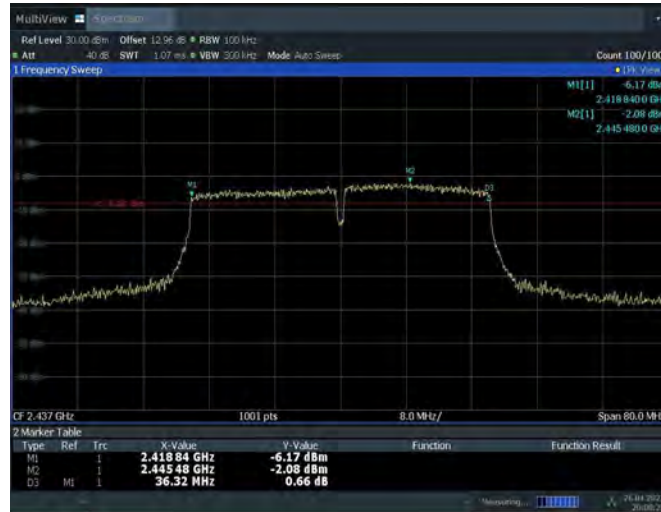 MultiView Spectrum
Ref Level 30.00 dBm Offset 12.96 dB RBW 100 kHz
Att 40 dB SWT 1.07 ms VBW 300 kHz Mode Auto Sweep Count 100/100
1 Frequency Sweep 1Pk View
M1[1] -6.17 dBm
2.418 840 0 GHz
M2[1] -2.08 dBm
2.445 480 0 GHz
M1
M2
D3
CF 2.437 GHz 1001 pts 8.0 MHz/ Span 80.0 MHz
2 Marker Table
Type Ref Trc X-Value Y-Value Function Function Result
M1 1 2.418 84 GHz -6.17 dBm
M2 1 2.445 48 GHz -2.08 dBm
D3 M1 1 36.32 MHz 0.66 dB
Measuring...